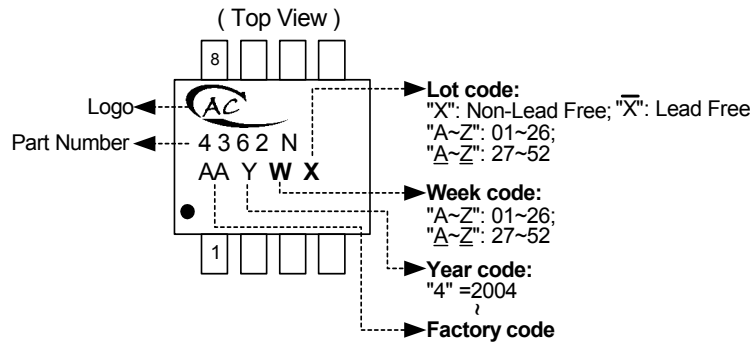 ( Top View )
8
Logo
AC
Part Number
4 3 6 2 N
AA Y W X
1
Lot code:
"X": Non-Lead Free; "X̅": Lead Free
"A~Z": 01~26;
"A̲~Z̲": 27~52
Week code:
"A~Z": 01~26;
"A̲~Z̲": 27~52
Year code:
"4" =2004
~
Factory code